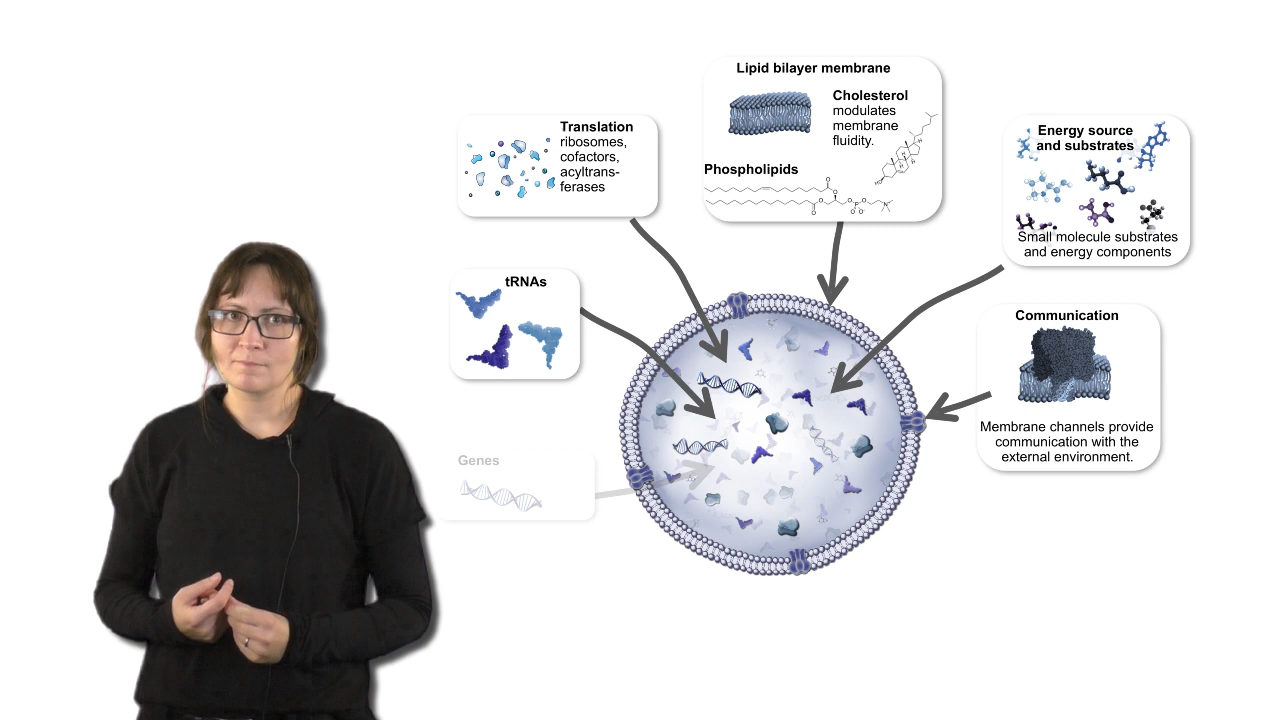 Lipid bilayer membrane
Cholesterol
modulates
membrane
fluidity.
Phospholipids
Translation
ribosomes,
cofactors,
acyltrans-
ferases
Energy source
and substrates
Small molecule substrates
and energy components
tRNAs
Communication
Membrane channels provide
communication with the
external environment.
Genes